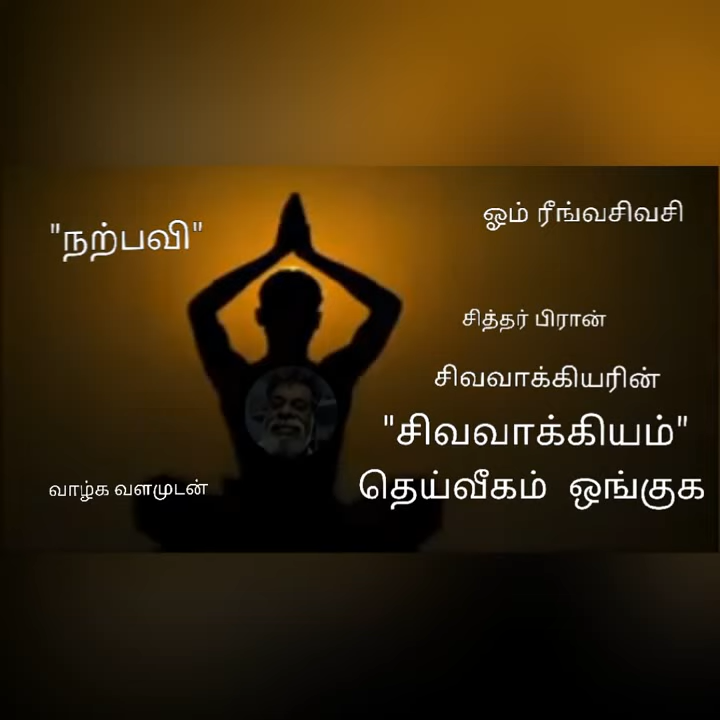 "நற்பவி"
ஓம் ரீங்வசிவசி
சித்தர் பிரான்
சிவவாக்கியரின்
"சிவவாக்கியம்"
தெய்வீகம் ஒங்குக
வாழ்க வளமுடன்